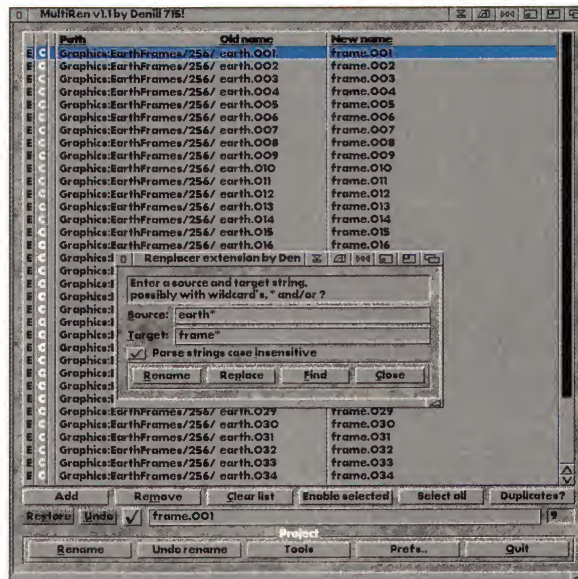 MultiRen v1.1 by Deniil 715!
Path Old name New name
E C Graphics:EarthFrames/256/ earth.001 frame.001
E C Graphics:EarthFrames/256/ earth.002 frame.002
E C Graphics:EarthFrames/256/ earth.003 frame.003
E C Graphics:EarthFrames/256/ earth.004 frame.004
E C Graphics:EarthFrames/256/ earth.005 frame.005
E C Graphics:EarthFrames/256/ earth.006 frame.006
E C Graphics:EarthFrames/256/ earth.007 frame.007
E C Graphics:EarthFrames/256/ earth.008 frame.008
E C Graphics:EarthFrames/256/ earth.009 frame.009
E C Graphics:EarthFrames/256/ earth.010 frame.010
E C Graphics:EarthFrames/256/ earth.011 frame.011
E C Graphics:EarthFrames/256/ earth.012 frame.012
E C Graphics:EarthFrames/256/ earth.013 frame.013
E C Graphics:EarthFrames/256/ earth.014 frame.014
E C Graphics:EarthFrames/256/ earth.015 frame.015
E C Graphics:EarthFrames/256/ earth.016 frame.016
Renplacer extension by Den
Enter a source and target string,
possibly with wildcard's, * and/or ?
Source: earth*
Target: frame*
Parse strings case insensitive
Rename Replace Find Close
E C Graphics:EarthFrames/256/ earth.029 frame.029
E C Graphics:EarthFrames/256/ earth.030 frame.030
E C Graphics:EarthFrames/256/ earth.031 frame.031
E C Graphics:EarthFrames/256/ earth.032 frame.032
E C Graphics:EarthFrames/256/ earth.033 frame.033
E C Graphics:EarthFrames/256/ earth.034 frame.034
Add Remove Clear list Enable selected Select all Duplicates?
Restore Undo frame.001 9
Project
Rename Undo rename Tools Prefs.. Quit